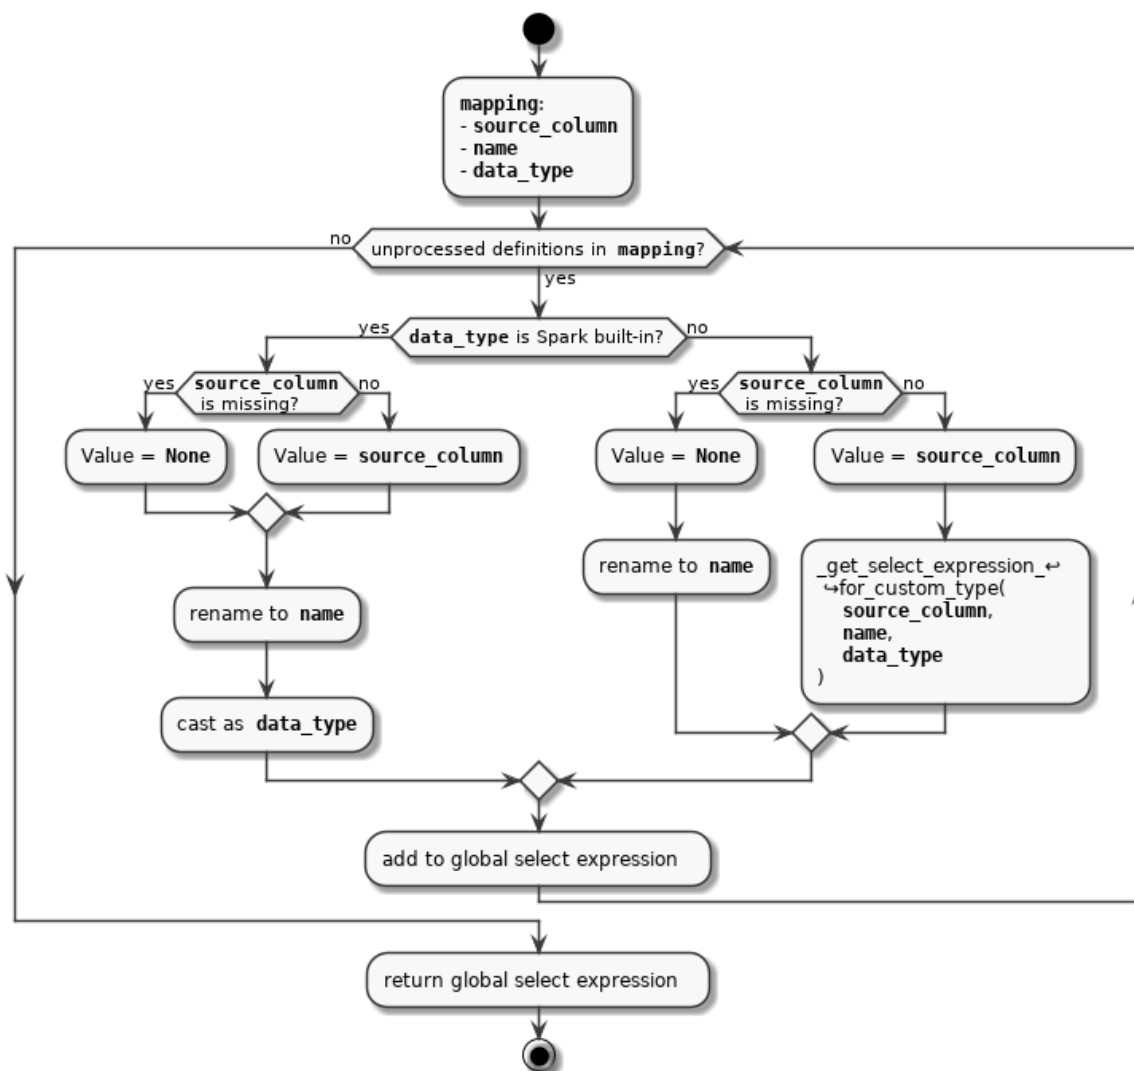 mapping:
- source_column
- name
- data_type
no
unprocessed definitions in mapping?
yes
yes
data_type is Spark built-in?
no
yes
source_column
is missing?
no
yes
source_column
is missing?
no
Value = None
Value = source_column
Value = None
Value = source_column
rename to name
_get_select_expression_↩
↪for_custom_type(
source_column,
name,
data_type
)
rename to name
cast as data_type
add to global select expression
return global select expression